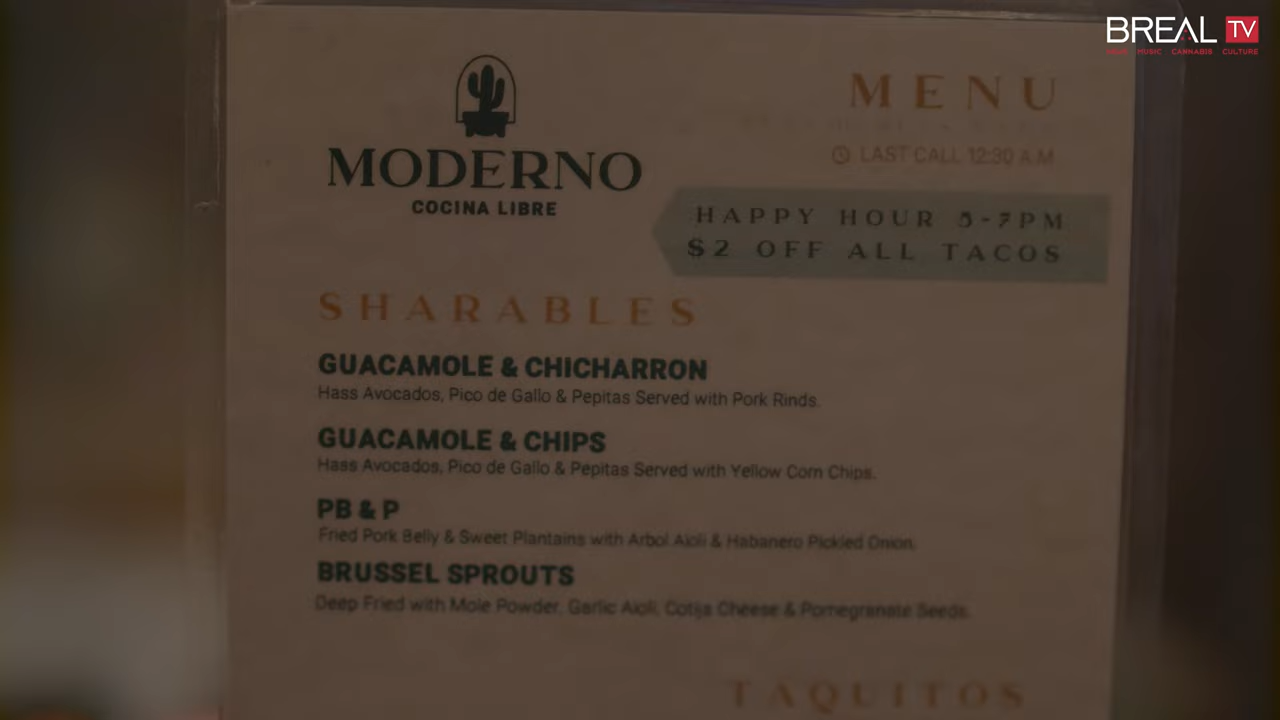 BREAL TV
MUSIC CANNABIS CULTURE
MENU
LAST CALL 12:30 A.M
MODERNO
COCINA LIBRE
HAPPY HOUR 5-7PM
$2 OFF ALL TACOS
SHARABLES
GUACAMOLE & CHICHARRON
Hass Avocados, Pico de Gallo & Pepitas Served with Pork Rinds.
GUACAMOLE & CHIPS
Hass Avocados, Pico de Gallo & Pepitas Served with Yellow Corn Chips.
PB & P
Fried Pork Belly & Sweet Plantains with Arbol Aioli & Habanero Pickled Onion.
BRUSSEL SPROUTS
Deep Fried with Mole Powder, Garlic Aioli, Cotija Cheese & Pomegranate Seeds.
TAQUITOS